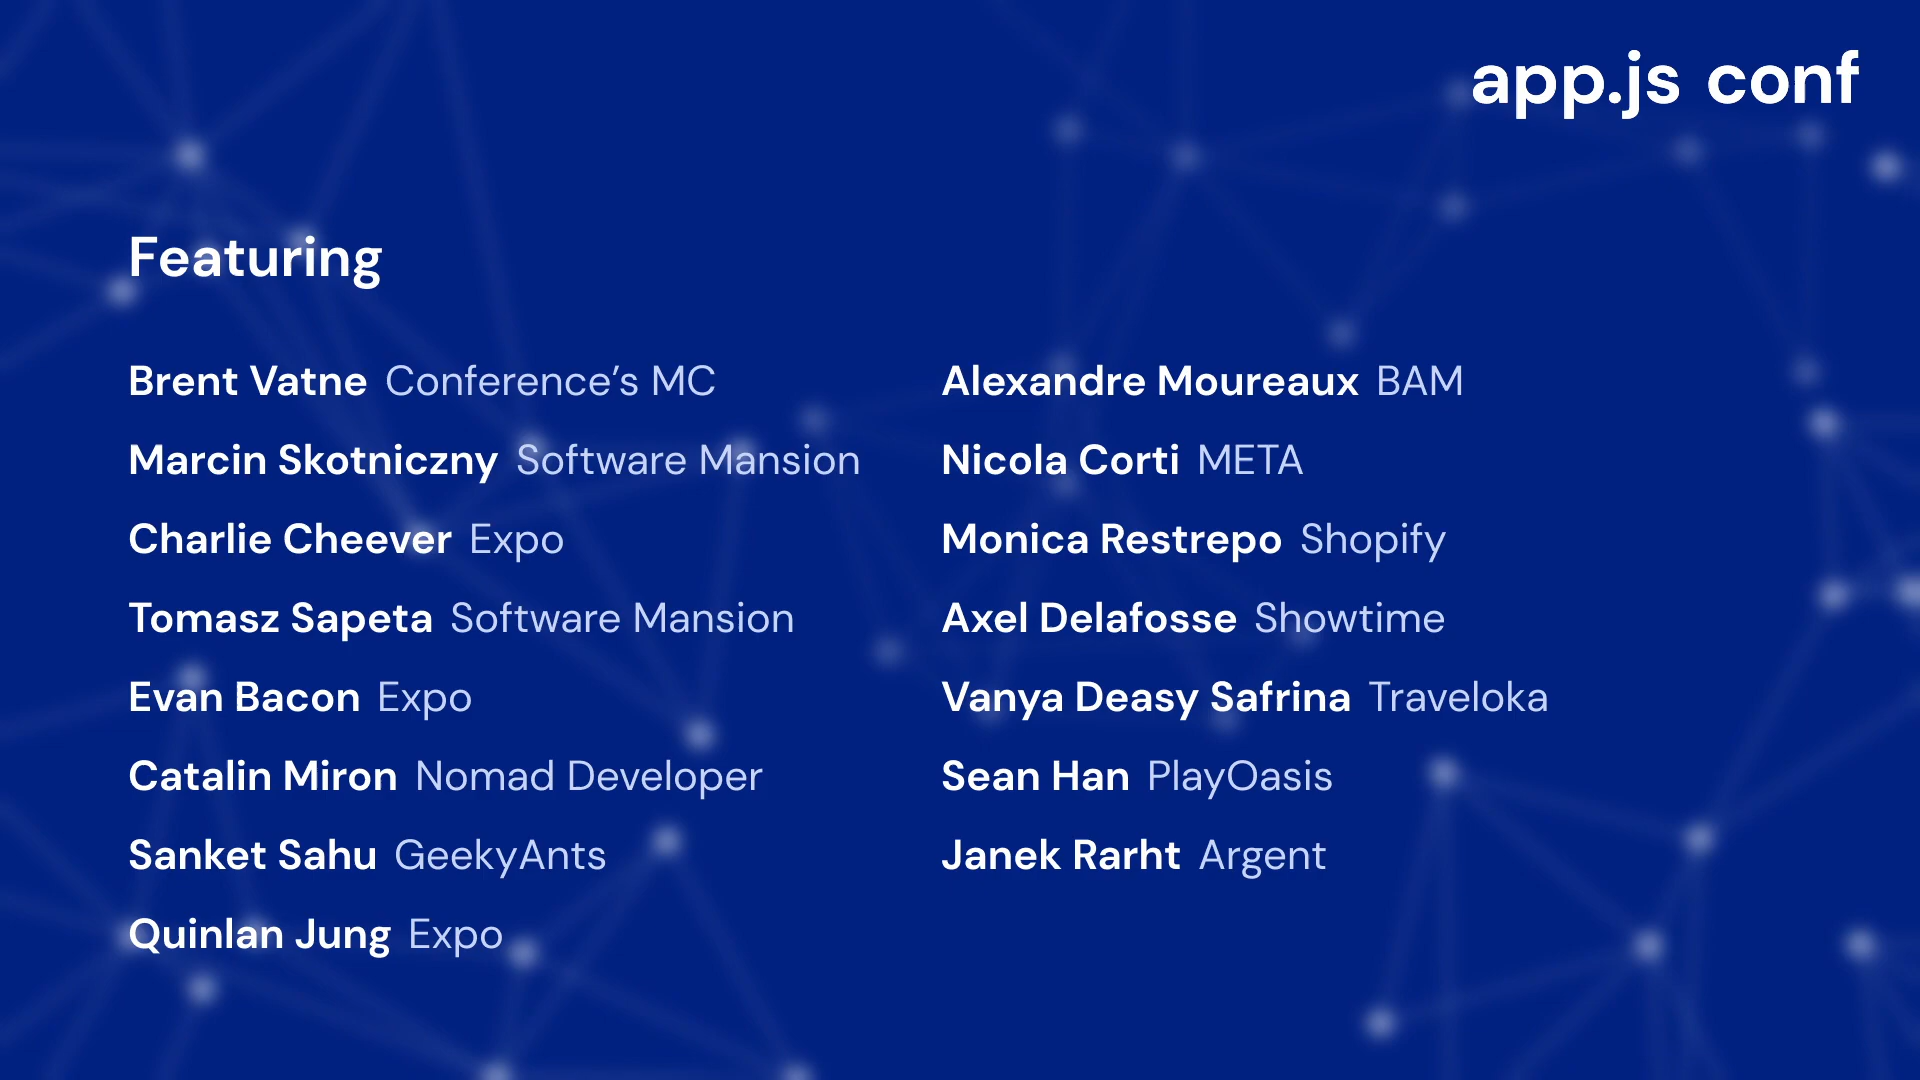 app.js conf
Featuring
Brent Vatne Conference’s MC
Marcin Skotniczny Software Mansion
Charlie Cheever Expo
Tomasz Sapeta Software Mansion
Evan Bacon Expo
Catalin Miron Nomad Developer
Sanket Sahu GeekyAnts
Quinlan Jung Expo
Alexandre Moureaux BAM
Nicola Corti META
Monica Restrepo Shopify
Axel Delafosse Showtime
Vanya Deasy Safrina Traveloka
Sean Han PlayOasis
Janek Rarht Argent